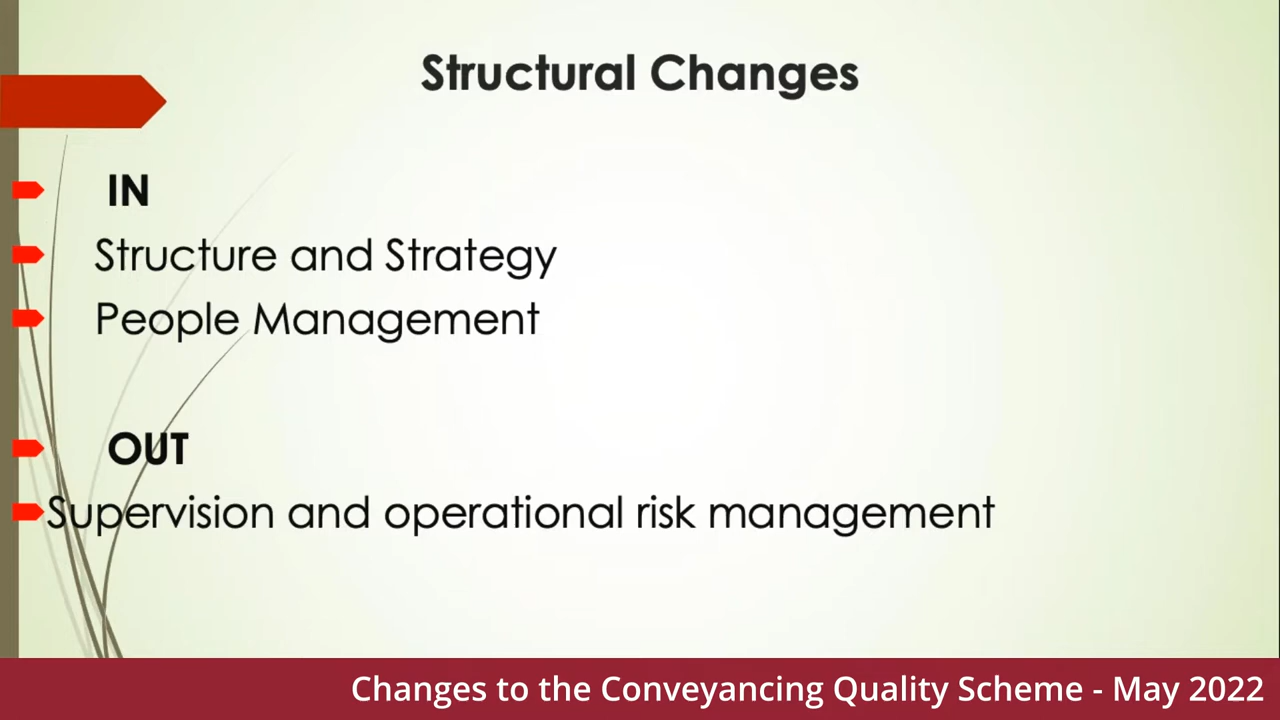 Structural Changes
IN
Structure and Strategy
People Management
OUT
Supervision and operational risk management
Changes to the Conveyancing Quality Scheme - May 2022